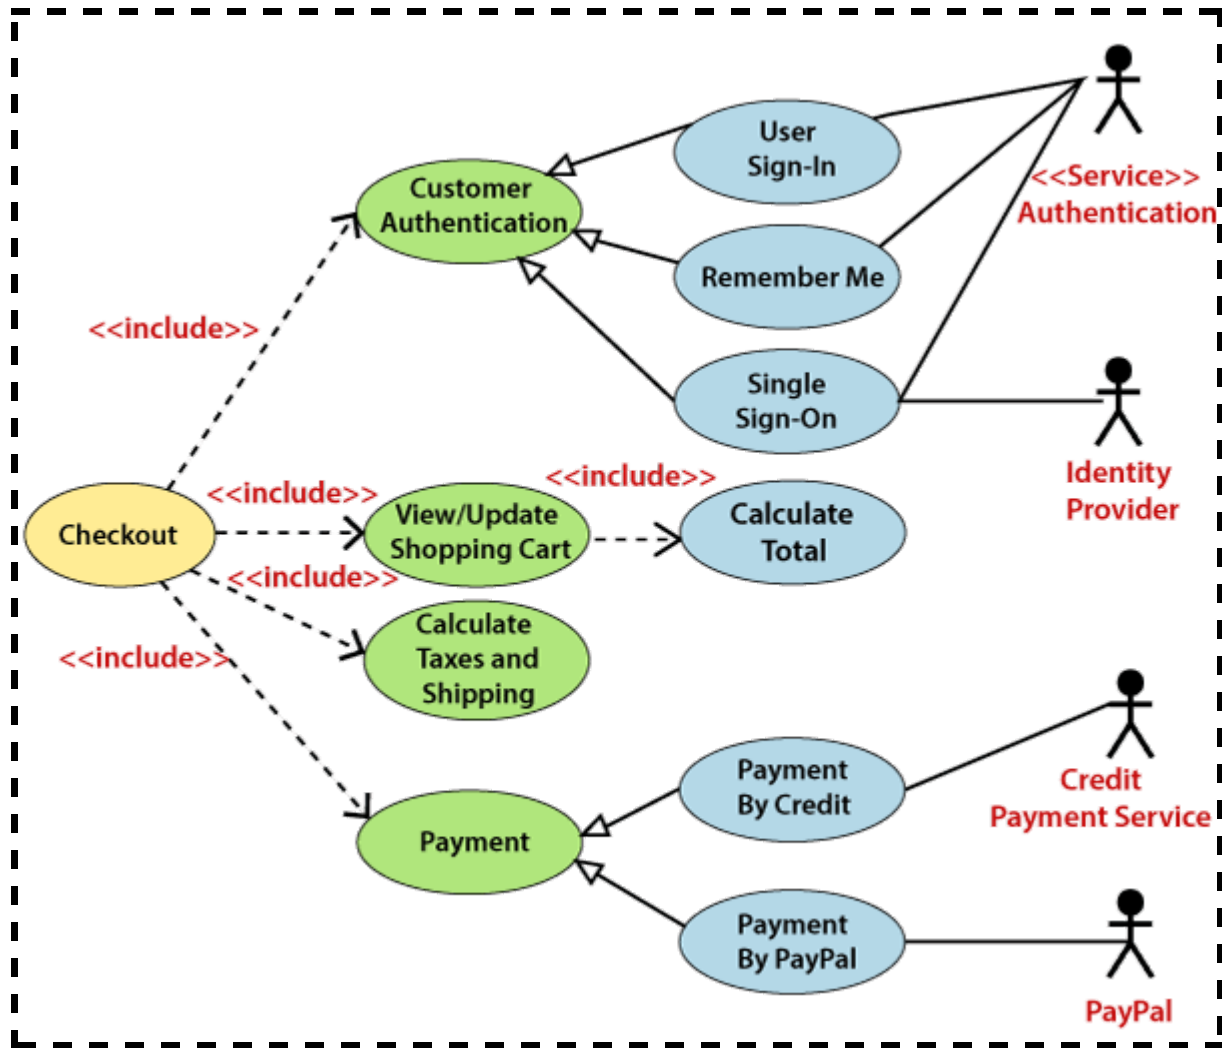 User
Sign-In
<<Service>>
Authentication
Customer
Authentication
Remember Me
<<include>>
Single
Sign-On
Identity
Provider
<<include>>
<<include>>
Checkout
View/Update
Shopping Cart
Calculate
Total
<<include>>
Calculate
Taxes and
Shipping
<<include>>
Payment
By Credit
Credit
Payment Service
Payment
Payment
By PayPal
PayPal